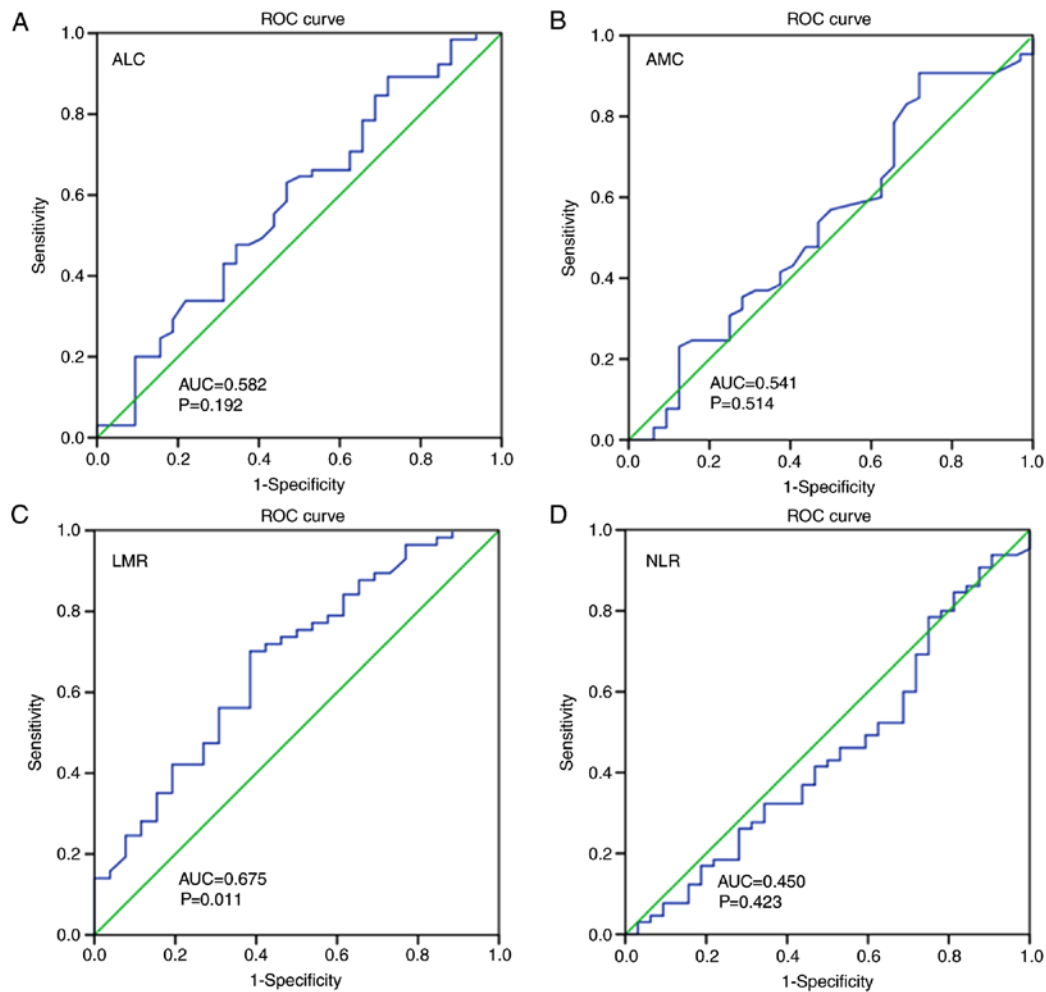 A
ROC curve
ALC
1.0
0.8
0.6
0.4
0.2
0.0
Sensitivity
AUC=0.582
P=0.192
0.0 0.2 0.4 0.6 0.8 1.0
1-Specificity
B
ROC curve
AMC
1.0
0.8
0.6
0.4
0.2
0.0
Sensitivity
AUC=0.541
P=0.514
0.0 0.2 0.4 0.6 0.8 1.0
1-Specificity
C
ROC curve
LMR
1.0
0.8
0.6
0.4
0.2
0.0
Sensitivity
AUC=0.675
P=0.011
0.0 0.2 0.4 0.6 0.8 1.0
1-Specificity
D
ROC curve
NLR
1.0
0.8
0.6
0.4
0.2
0.0
Sensitivity
AUC=0.450
P=0.423
0.0 0.2 0.4 0.6 0.8 1.0
1-Specificity